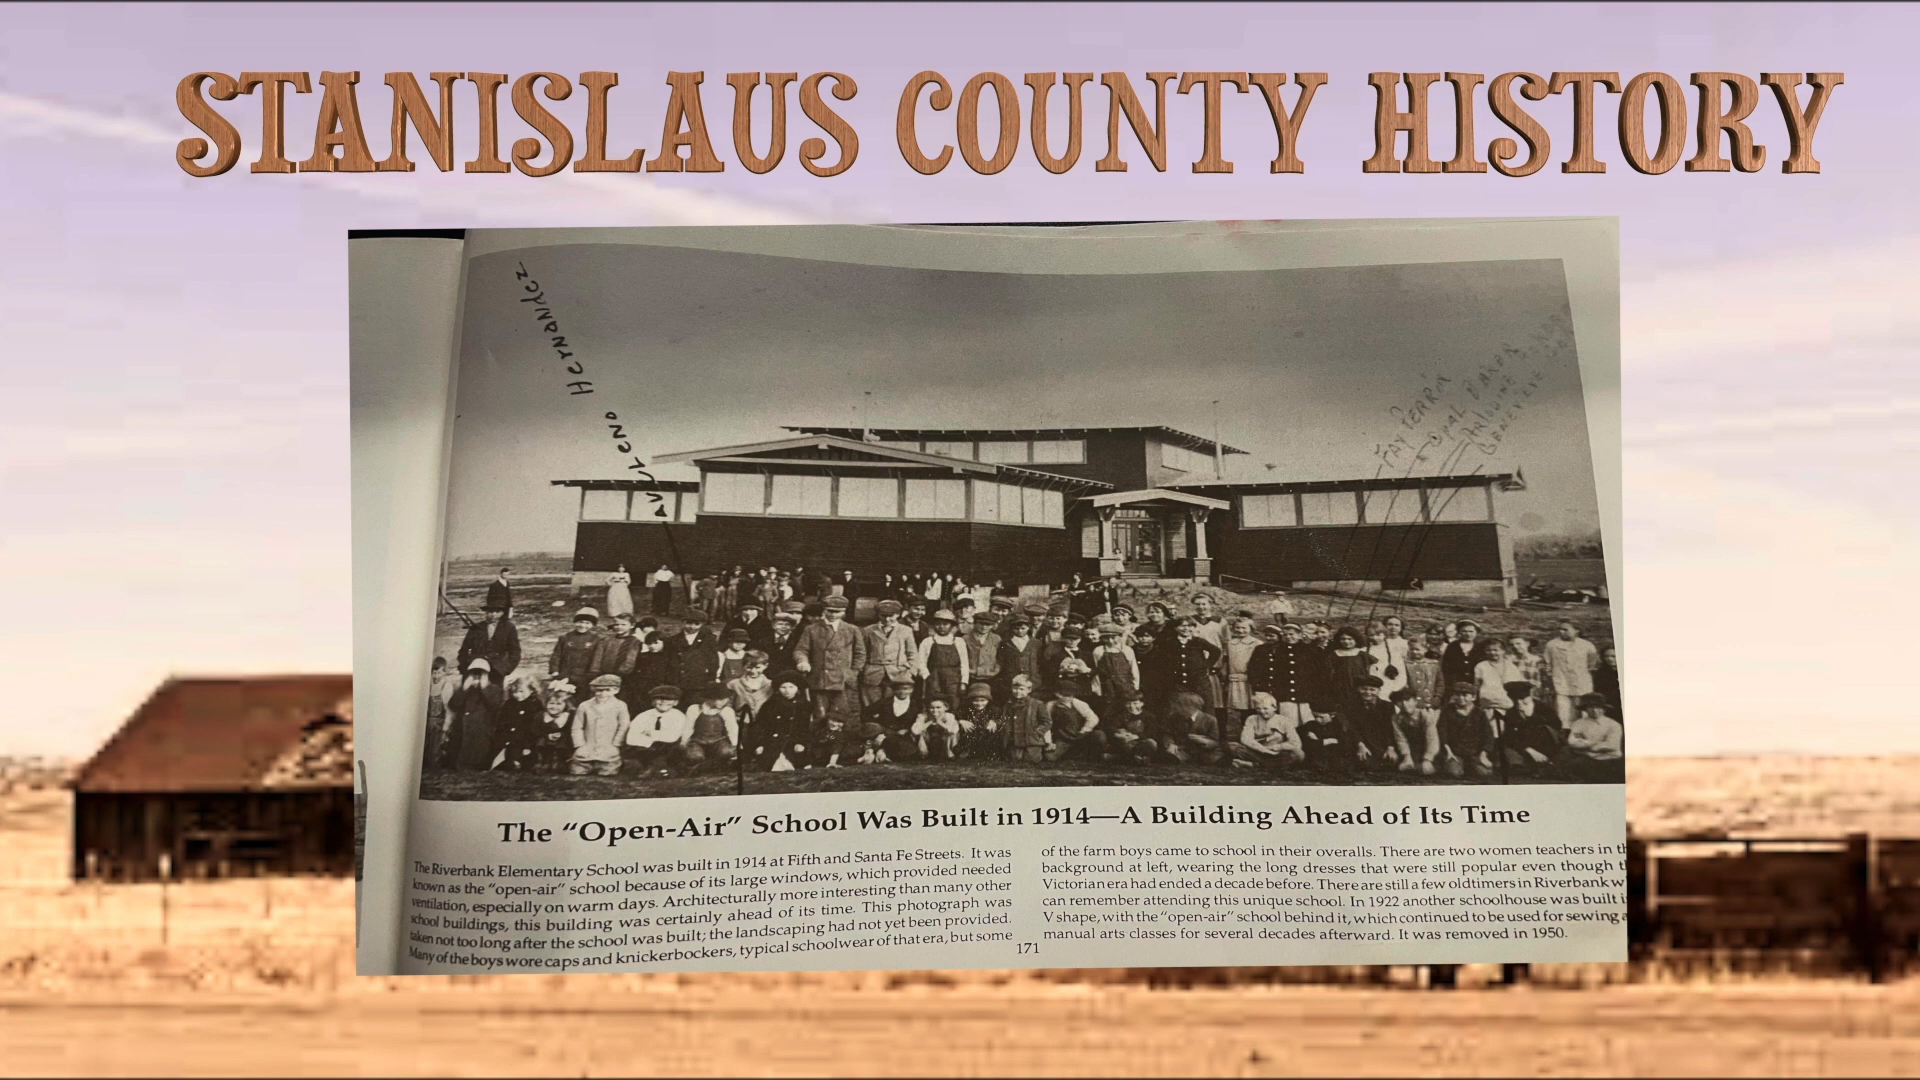 STANISLAUS COUNTY HISTORY
AVULENO HERNANdEZ
FAY PERRIN
OPAL BAKER
The “Open-Air” School Was Built in 1914—A Building Ahead of Its Time
The Riverbank Elementary School was built in 1914 at Fifth and Santa Fe Streets. It was
known as the “open-air” school because of its large windows, which provided needed
ventilation, especially on warm days. Architecturally more interesting than many other
school buildings, this building was certainly ahead of its time. This photograph was
taken not too long after the school was built; the landscaping had not yet been provided.
Many of the boys wore caps and knickerbockers, typical schoolwear of that era, but some
of the farm boys came to school in their overalls. There are two women teachers in th
background at left, wearing the long dresses that were still popular even though t
Victorian era had ended a decade before. There are still a few oldtimers in Riverbank w
can remember attending this unique school. In 1922 another schoolhouse was built i
V shape, with the “open-air” school behind it, which continued to be used for sewing a
manual arts classes for several decades afterward. It was removed in 1950.
171